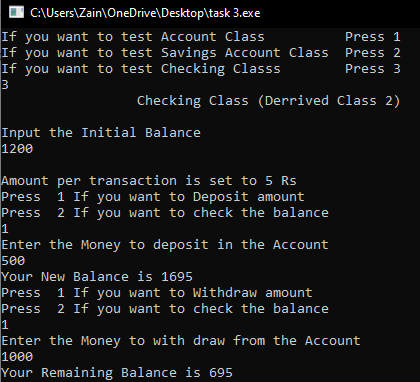 C:\Users\Zain\OneDrive\Desktop\task 3.exe
If you want to test Account Class          Press 1
If you want to test Savings Account Class  Press 2
If you want to test Checking Classs        Press 3
3
                 Checking Class (Derrived Class 2)
Input the Initial Balance
1200
Amount per transaction is set to 5 Rs
Press  1 If you want to Deposit amount
Press  2 If you want to check the balance
1
Enter the Money to deposit in the Account
500
Your New Balance is 1695
Press  1 If you want to Withdraw amount
Press  2 If you want to check the balance
1
Enter the Money to with draw from the Account
1000
Your Remaining Balance is 695